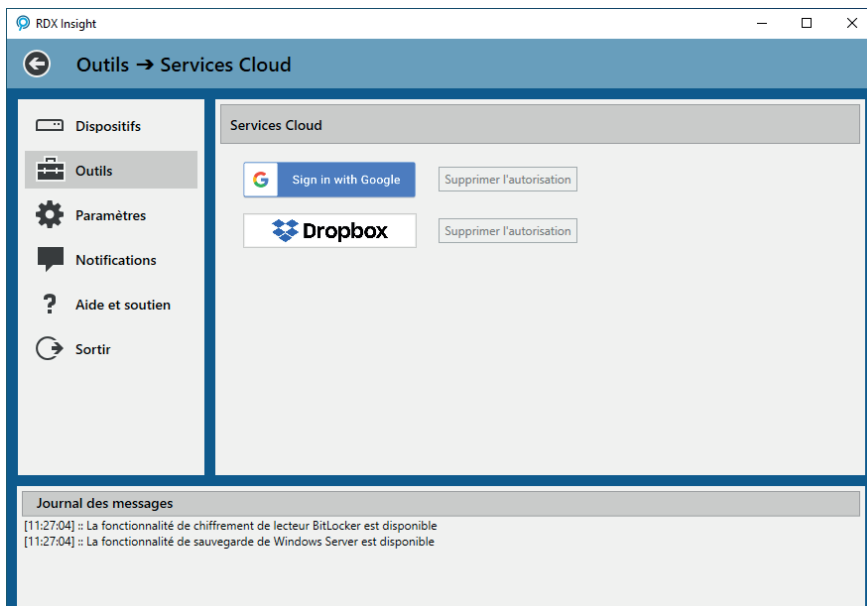 RDX Insight
Outils → Services Cloud
Dispositifs
Outils
Paramètres
Notifications
Aide et soutien
Sortir
Services Cloud
G Sign in with Google
Supprimer l'autorisation
Dropbox
Supprimer l'autorisation
Journal des messages
[11:27:04] :: La fonctionnalité de chiffrement de lecteur BitLocker est disponible
[11:27:04] :: La fonctionnalité de sauvegarde de Windows Server est disponible